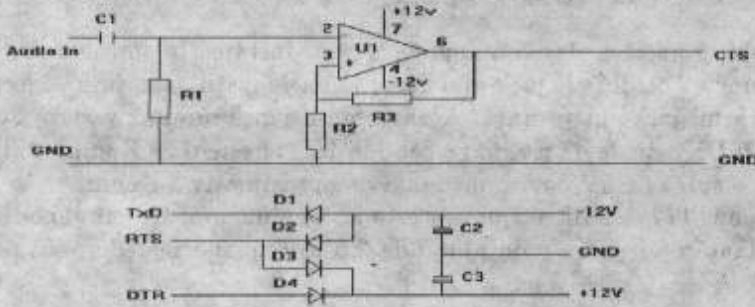 C1
+12v
2
7
6
Audio In
U1
CTS
3
+
4
-12v
R1
R3
R2
GND
GND
D1
TxD
-12V
D2
C2
RTS
GND
D3
C3
D4
DTR
+12V